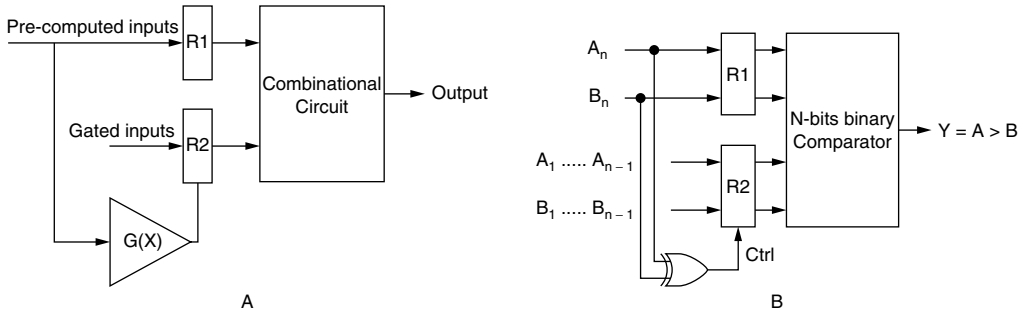 Pre-computed inputs
R1
Combinational
Circuit
Output
Gated inputs
R2
G(X)
A
Aₙ
Bₙ
R1
N-bits binary
Comparator
Y = A > B
A₁ ..... Aₙ₋₁
B₁ ..... Bₙ₋₁
R2
Ctrl
B